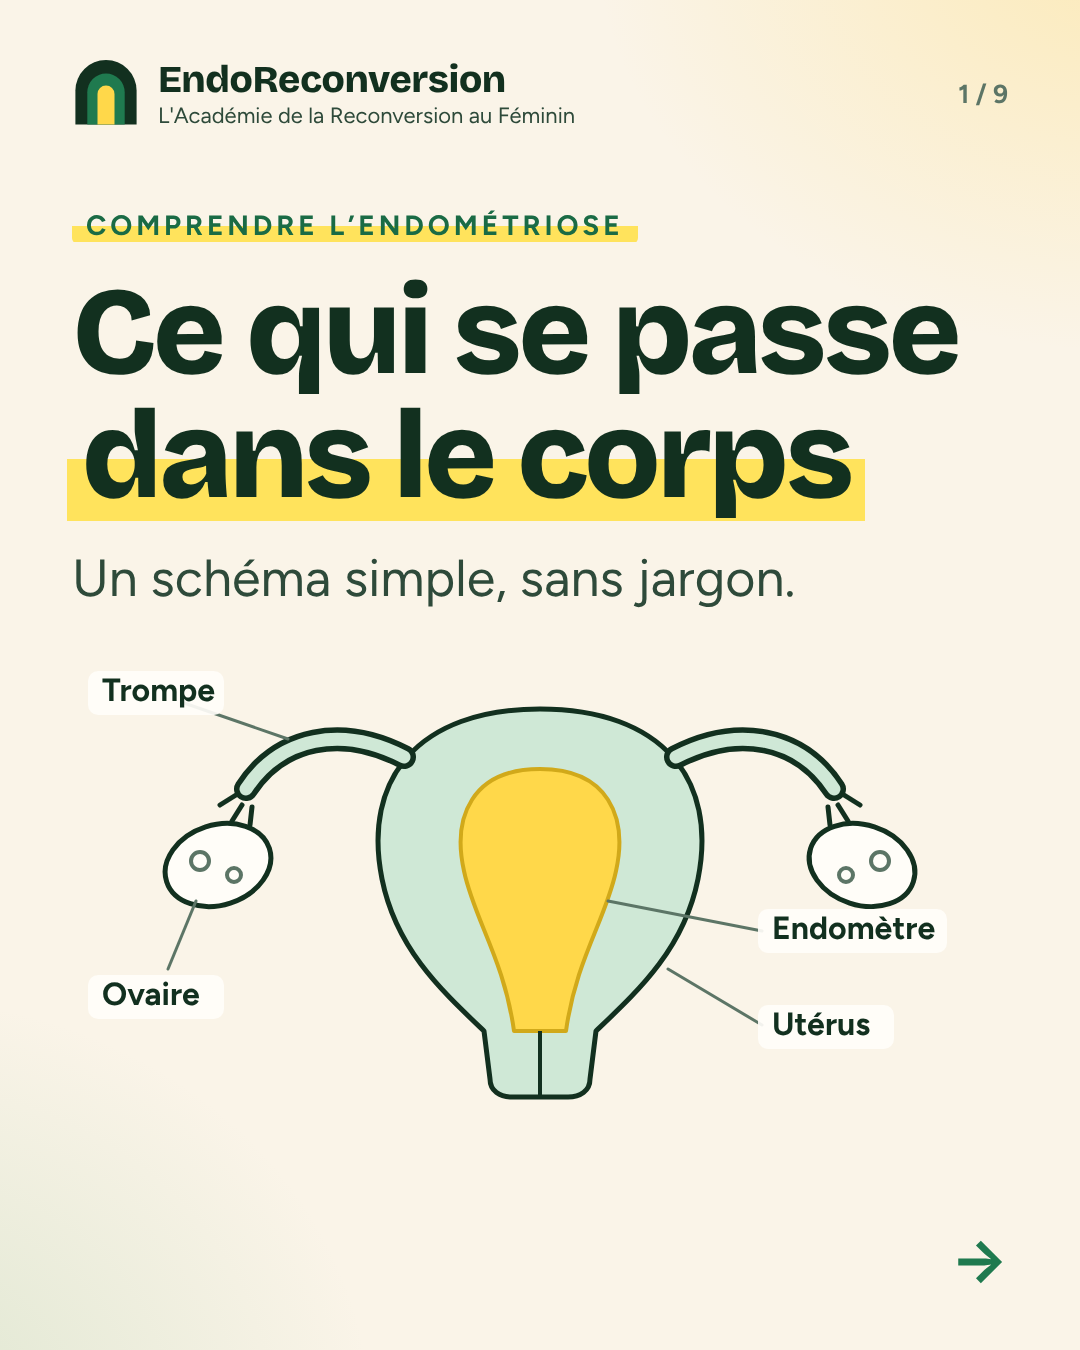 EndoReconversion
L'Académie de la Reconversion au Féminin
1 / 9
COMPRENDRE L’ENDOMÉTRIOSE
Ce qui se passe
dans le corps
Un schéma simple, sans jargon.
Trompe
Endomètre
Ovaire
Utérus